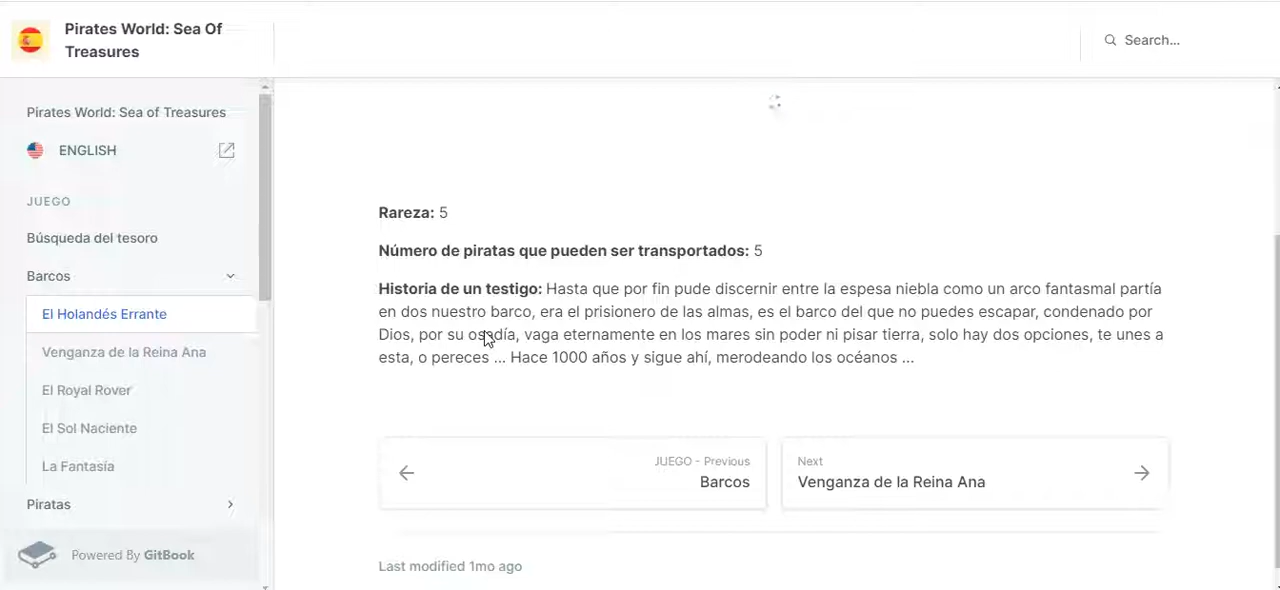 Pirates World: Sea Of
Treasures
Search...
Pirates World: Sea of Treasures
ENGLISH
JUEGO
Búsqueda del tesoro
Barcos
El Holandés Errante
Venganza de la Reina Ana
El Royal Rover
El Sol Naciente
La Fantasía
Piratas
Powered By GitBook
Rareza: 5
Número de piratas que pueden ser transportados: 5
Historia de un testigo: Hasta que por fin pude discernir entre la espesa niebla como un arco fantasmal partía
en dos nuestro barco, era el prisionero de las almas, es el barco del que no puedes escapar, condenado por
Dios, por su osadía, vaga eternamente en los mares sin poder ni pisar tierra, solo hay dos opciones, te unes a
esta, o pereces ... Hace 1000 años y sigue ahí, merodeando los océanos ...
JUEGO - Previous
Barcos
Next
Venganza de la Reina Ana
Last modified 1mo ago